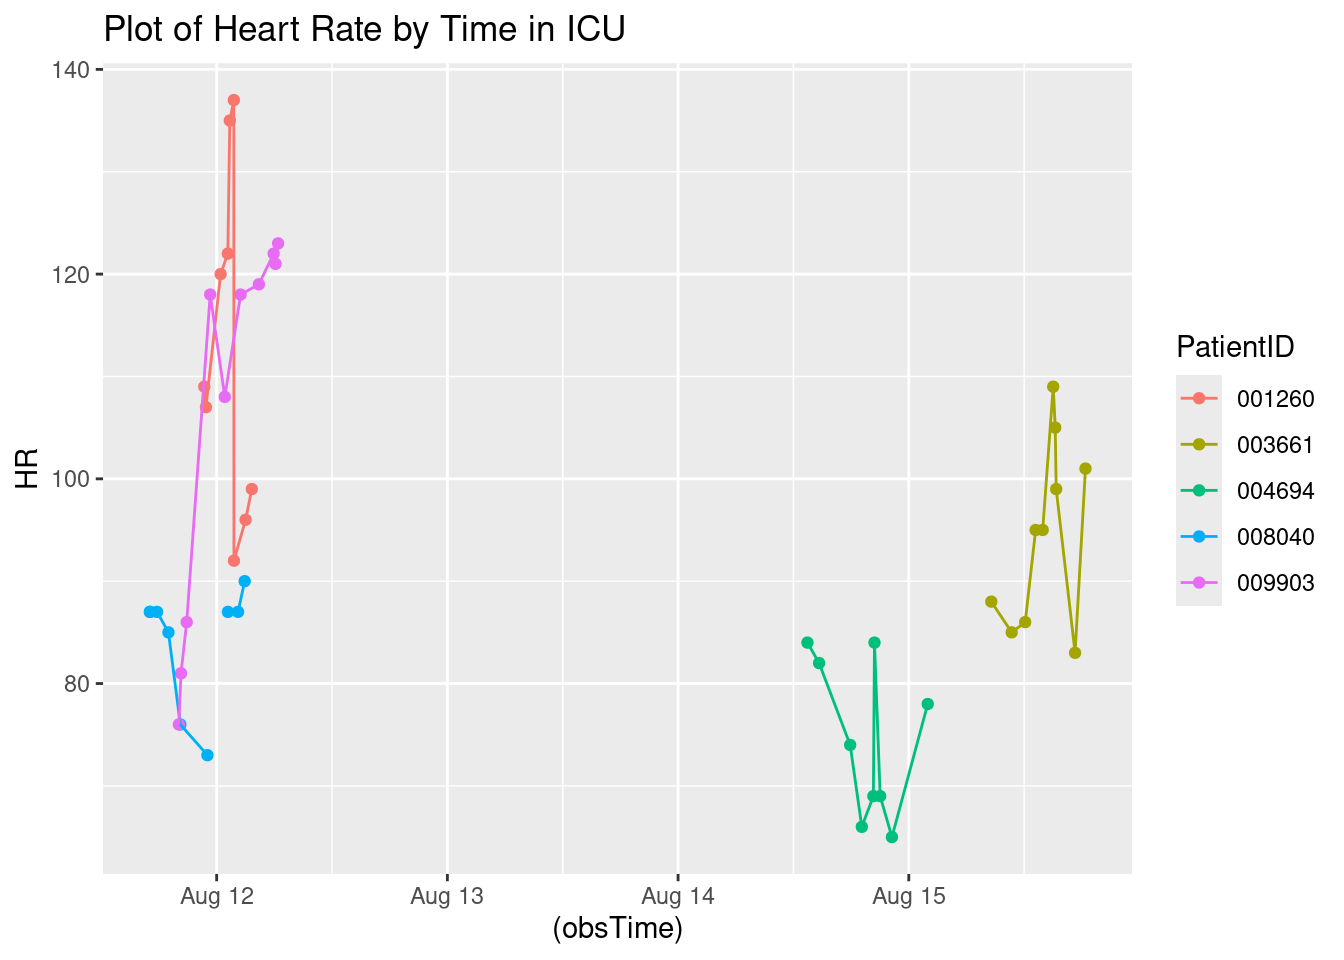 Plot of Heart Rate by Time in ICU
140
120
100
80
HR
Aug 12
Aug 13
Aug 14
Aug 15
(obsTime)
PatientID
001260
003661
004694
008040
009903